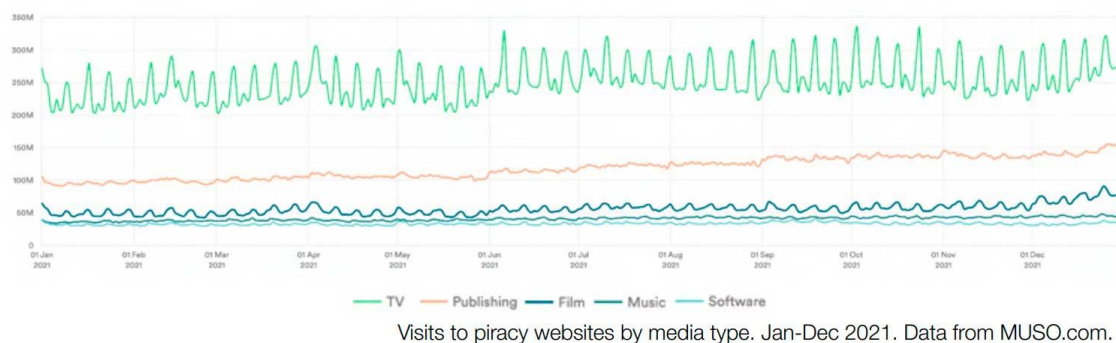 350M
300M
250M
200M
150M
100M
50M
0
01 Jan 01 Feb 01 Mar 01 Apr 01 May 01 Jun 01 Jul 01 Aug 01 Sep 01 Oct 01 Nov 01 Dec
2021 2021 2021 2021 2021 2021 2021 2021 2021 2021 2021 2021
TV Publishing Film Music Software
Visits to piracy websites by media type. Jan-Dec 2021. Data from MUSO.com.